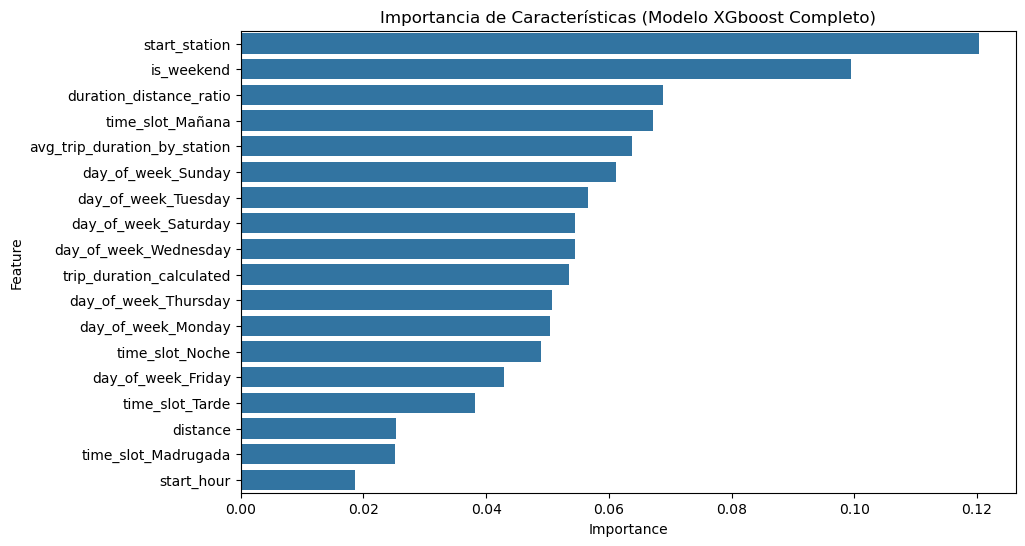 Importancia de Características (Modelo XGboost Completo)
start_station
is_weekend
duration_distance_ratio
time_slot_Mañana
avg_trip_duration_by_station
day_of_week_Sunday
day_of_week_Tuesday
day_of_week_Saturday
day_of_week_Wednesday
trip_duration_calculated
day_of_week_Thursday
day_of_week_Monday
time_slot_Noche
day_of_week_Friday
time_slot_Tarde
distance
time_slot_Madrugada
start_hour
Feature
0.00 0.02 0.04 0.06 0.08 0.10 0.12
Importance